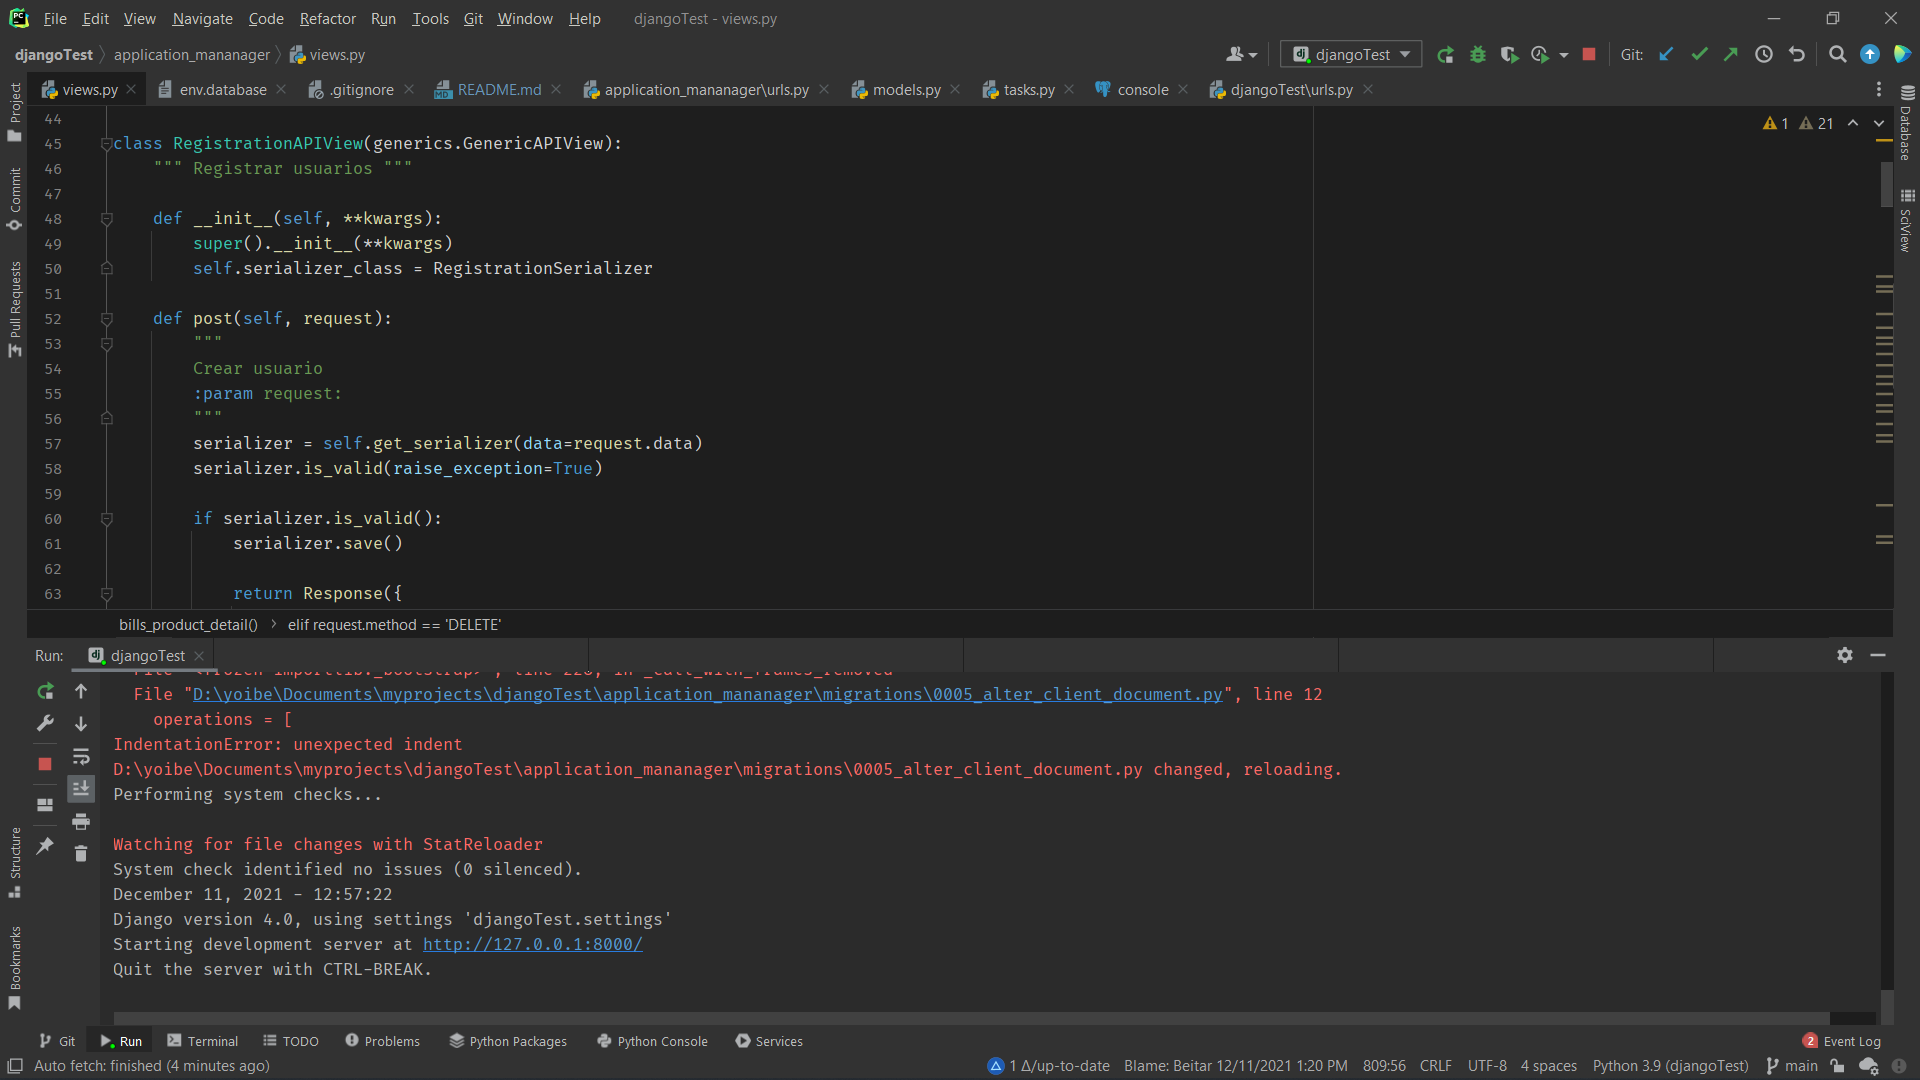 File Edit View Navigate Code Refactor Run Tools Git Window Help djangoTest - views.py
djangoTest application_mananager views.py djangoTest Git:
views.py env.database .gitignore README.md application_mananager\urls.py models.py tasks.py console djangoTest\urls.py
Project
Commit
Pull Requests
Structure
Bookmarks
Database
SciView
1 21
44
45 class RegistrationAPIView(generics.GenericAPIView):
46 """ Registrar usuarios """
47
48 def __init__(self, **kwargs):
49 super().__init__(**kwargs)
50 self.serializer_class = RegistrationSerializer
51
52 def post(self, request):
53 """
54 Crear usuario
55 :param request:
56 """
57 serializer = self.get_serializer(data=request.data)
58 serializer.is_valid(raise_exception=True)
59
60 if serializer.is_valid():
61 serializer.save()
62
63 return Response({
bills_product_detail() elif request.method == 'DELETE'
Run: djangoTest
File "<frozen importlib._bootstrap>", line 228, in _call_with_frames_removed
File "D:\yoibe\Documents\myprojects\djangoTest\application_mananager\migrations\0005_alter_client_document.py", line 12
operations = [
IndentationError: unexpected indent
D:\yoibe\Documents\myprojects\djangoTest\application_mananager\migrations\0005_alter_client_document.py changed, reloading.
Performing system checks...
Watching for file changes with StatReloader
System check identified no issues (0 silenced).
December 11, 2021 - 12:57:22
Django version 4.0, using settings 'djangoTest.settings'
Starting development server at http://127.0.0.1:8000/
Quit the server with CTRL-BREAK.
Git Run Terminal TODO Problems Python Packages Python Console Services 2 Event Log
Auto fetch: finished (4 minutes ago) 1 Δ/up-to-date Blame: Beitar 12/11/2021 1:20 PM 809:56 CRLF UTF-8 4 spaces Python 3.9 (djangoTest) main